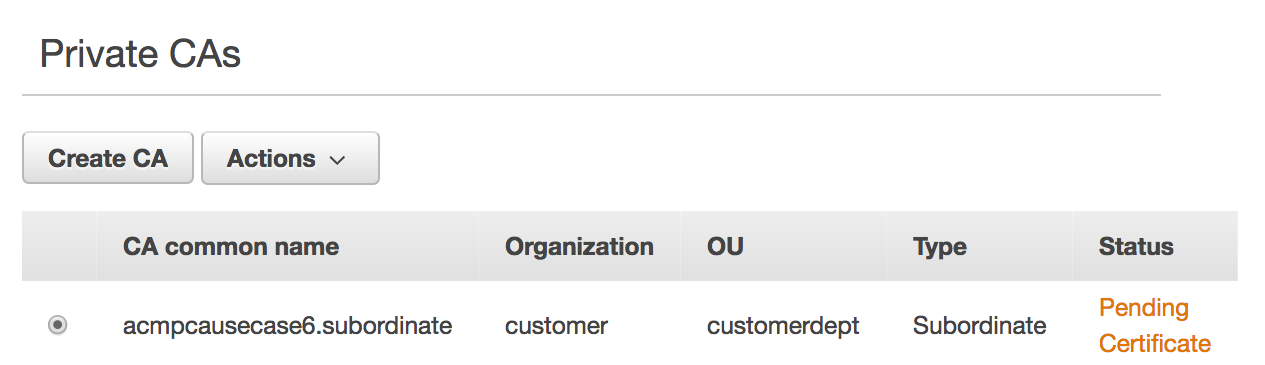 Private CAs
Create CA Actions
CA common name Organization OU Type Status
acmpcausecase6.subordinate customer customerdept Subordinate Pending
Certificate